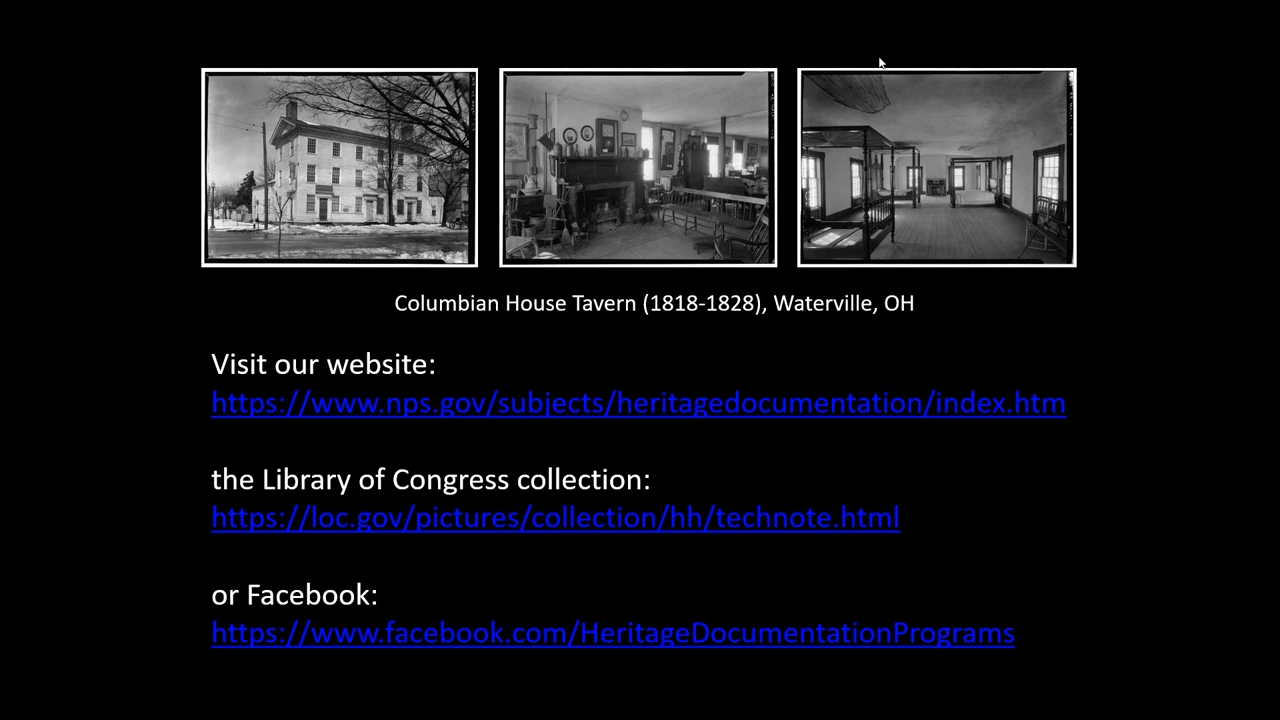 Columbian House Tavern (1818-1828), Waterville, OH
Visit our website:
https://www.nps.gov/subjects/heritagedocumentation/index.htm
the Library of Congress collection:
https://loc.gov/pictures/collection/hh/technote.html
or Facebook:
https://www.facebook.com/HeritageDocumentationPrograms